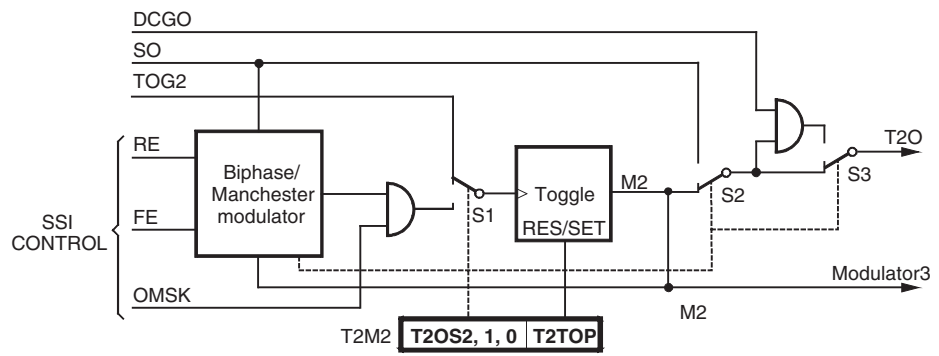 DCGO
SO
TOG2
RE
Biphase/
Manchester
modulator
FE
SSI
CONTROL
OMSK
S1
Toggle
RES/SET
M2
S2
S3
T2O
Modulator3
M2
T2M2
T2OS2, 1, 0
T2TOP